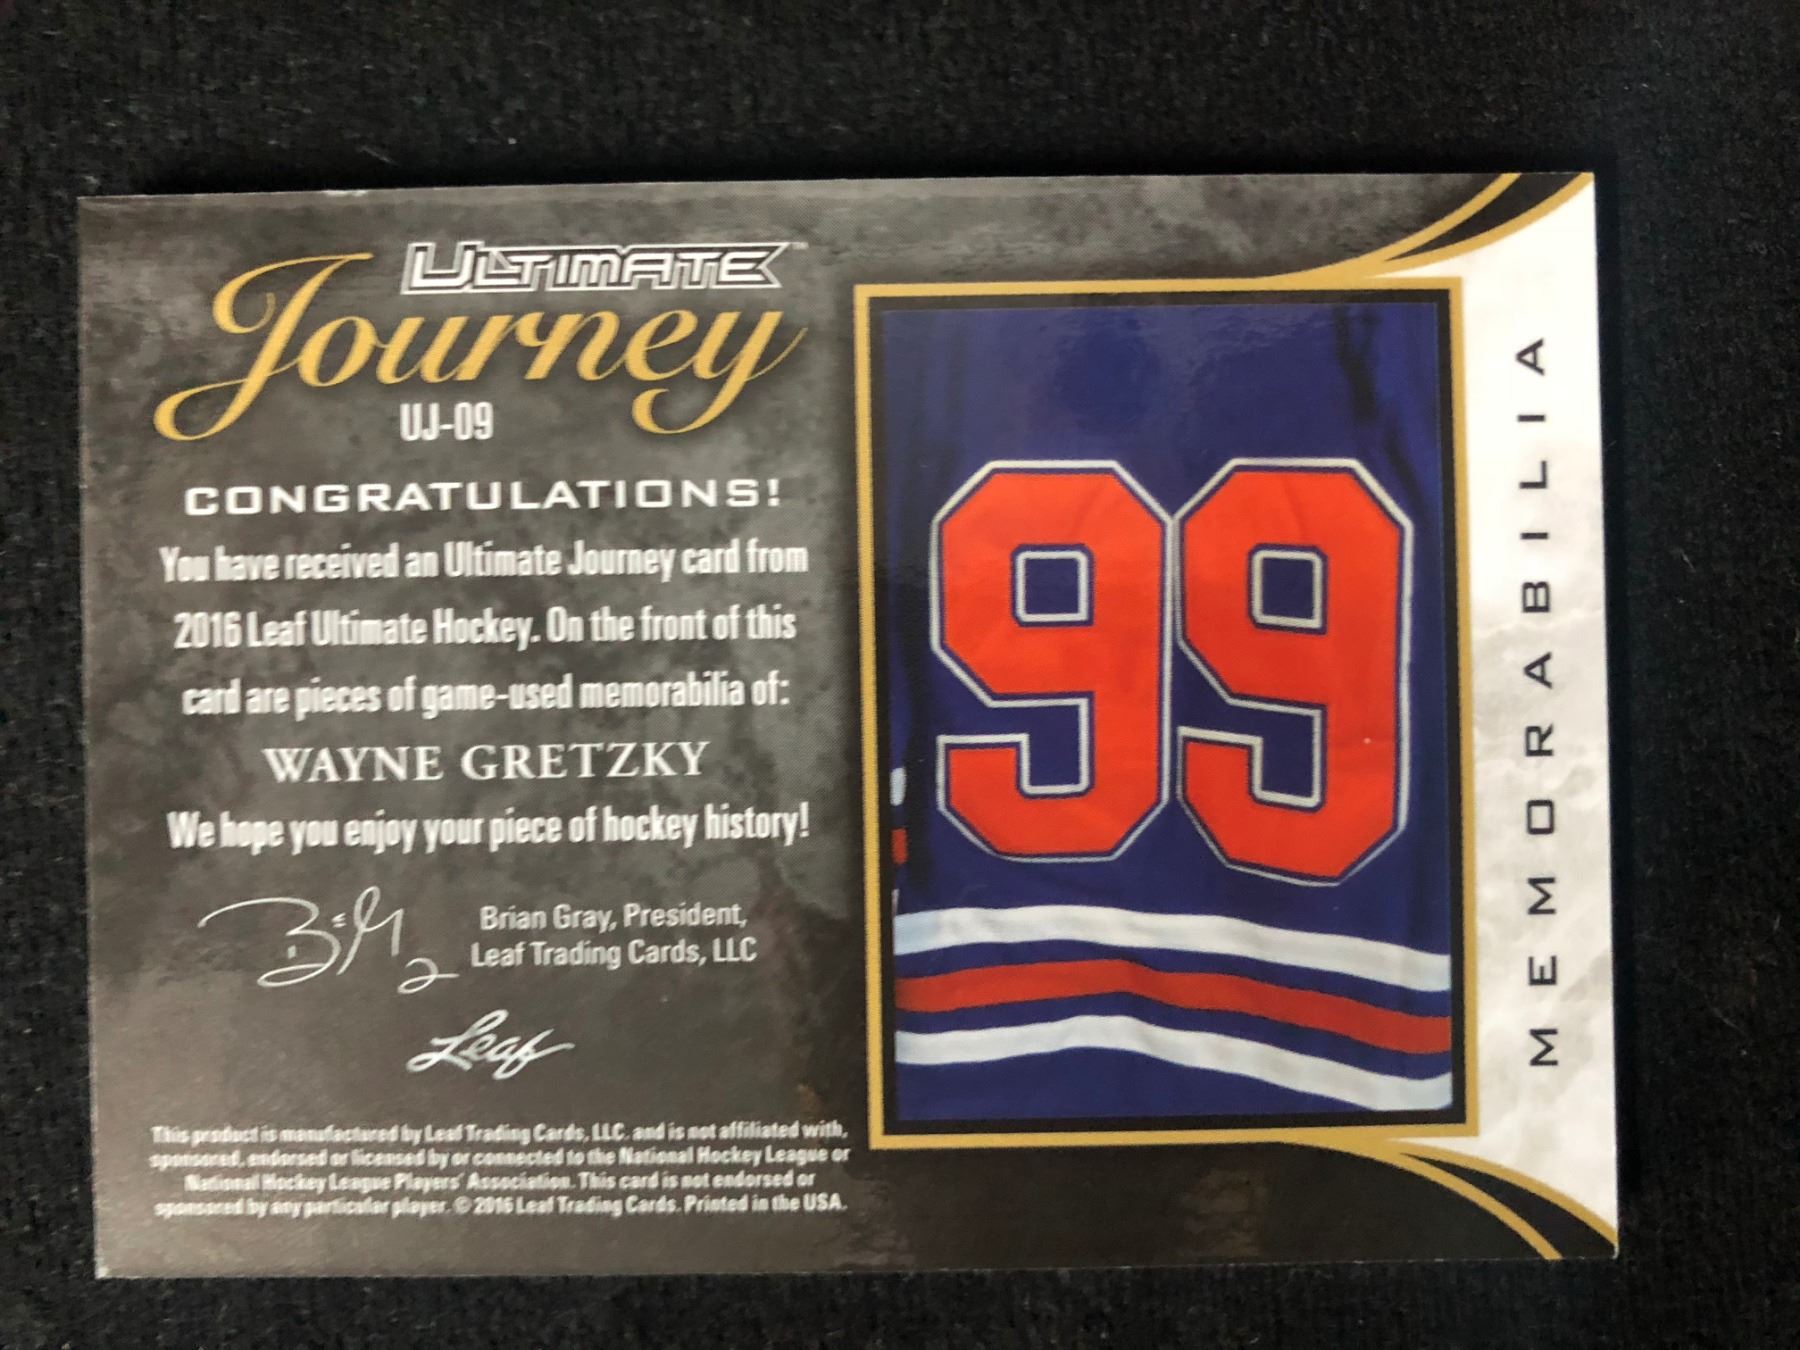 ULTIMATE™
Journey
UJ-09
CONGRATULATIONS!
You have received an Ultimate Journey card from
2016 Leaf Ultimate Hockey. On the front of this
card are pieces of game-used memorabilia of:
WAYNE GRETZKY
We hope you enjoy your piece of hockey history!
Brian Gray, President,
Leaf Trading Cards, LLC
Leaf
This product is manufactured by Leaf Trading Cards, LLC. and is not affiliated with,
sponsored, endorsed or licensed by or connected to the National Hockey League or
National Hockey League Players' Association. This card is not endorsed or
sponsored by any particular player. © 2016 Leaf Trading Cards. Printed in the USA.
99
MEMORABILIA